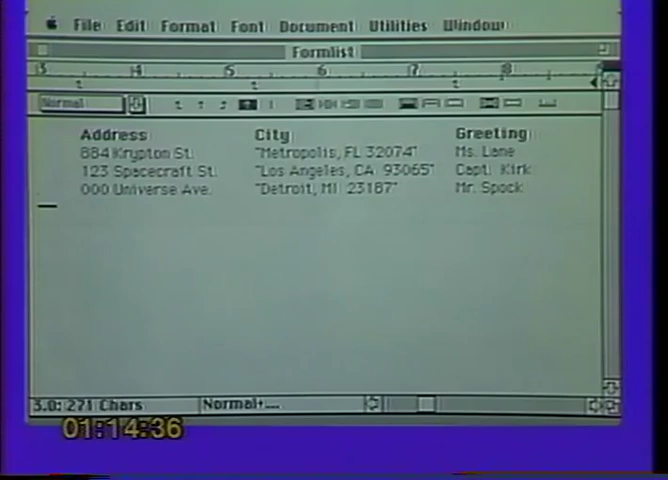 File Edit Format Font Document Utilities Window
Formlist
3 4 5 6 7 8
Normal
Address City Greeting
884 Krypton St. "Metropolis, FL 32074" Ms. Lane
123 Spacecraft St. "Los Angeles, CA 93065" Capt. Kirk
000 Universe Ave. "Detroit, MI 23187" Mr. Spock
3.0: 271 Chars Normal+....
01:14:36